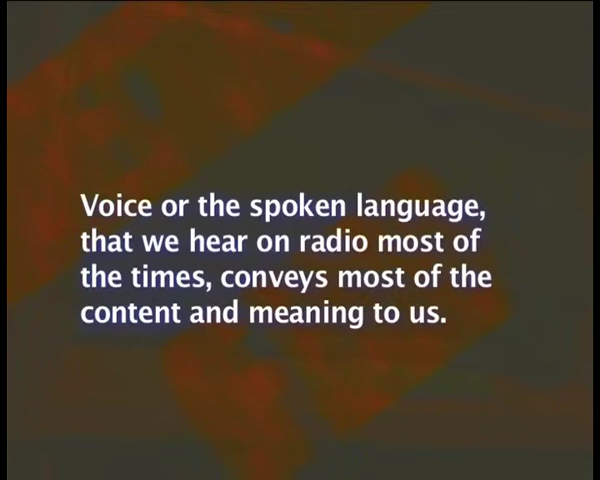 Voice or the spoken language,
that we hear on radio most of
the times, conveys most of the
content and meaning to us.